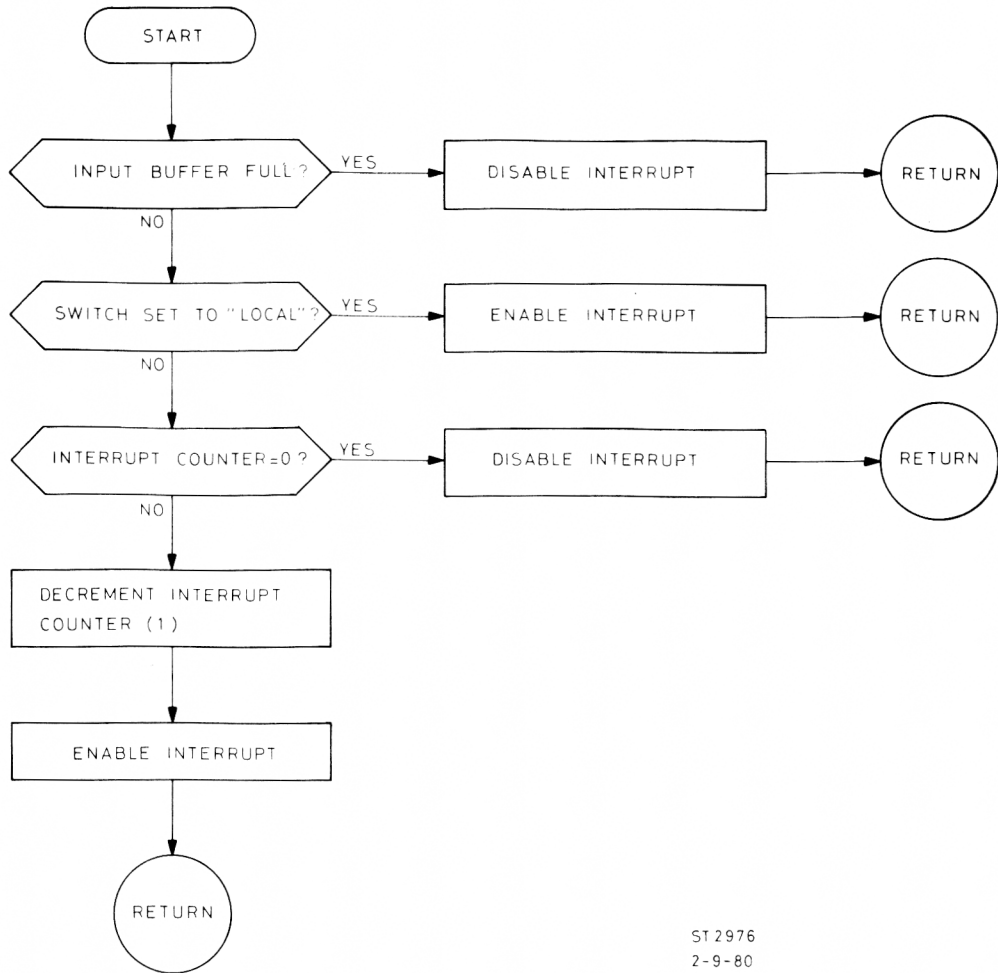 START
INPUT BUFFER FULL?
YES
DISABLE INTERRUPT
RETURN
NO
SWITCH SET TO "LOCAL"?
YES
ENABLE INTERRUPT
RETURN
NO
INTERRUPT COUNTER=0?
YES
DISABLE INTERRUPT
RETURN
NO
DECREMENT INTERRUPT
COUNTER (1)
ENABLE INTERRUPT
RETURN
ST2976
2-9-80